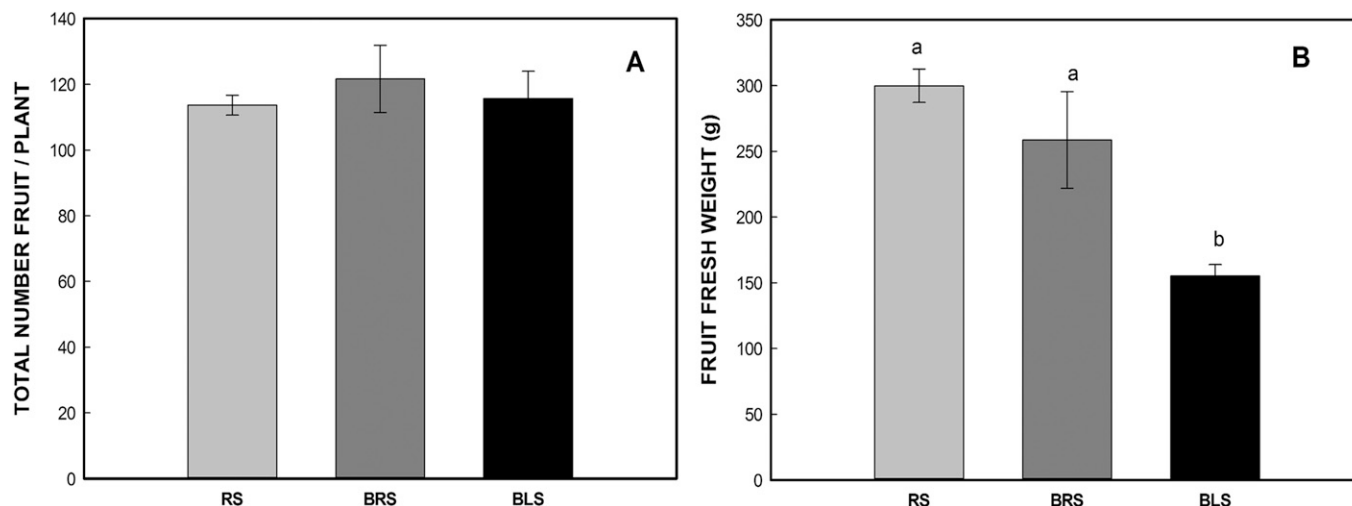 TOTAL NUMBER FRUIT / PLANT
140
120
100
80
60
40
20
0
A
RS
BRS
BLS
FRUIT FRESH WEIGHT (g)
350
300
250
200
150
100
50
0
a
a
b
B
RS
BRS
BLS